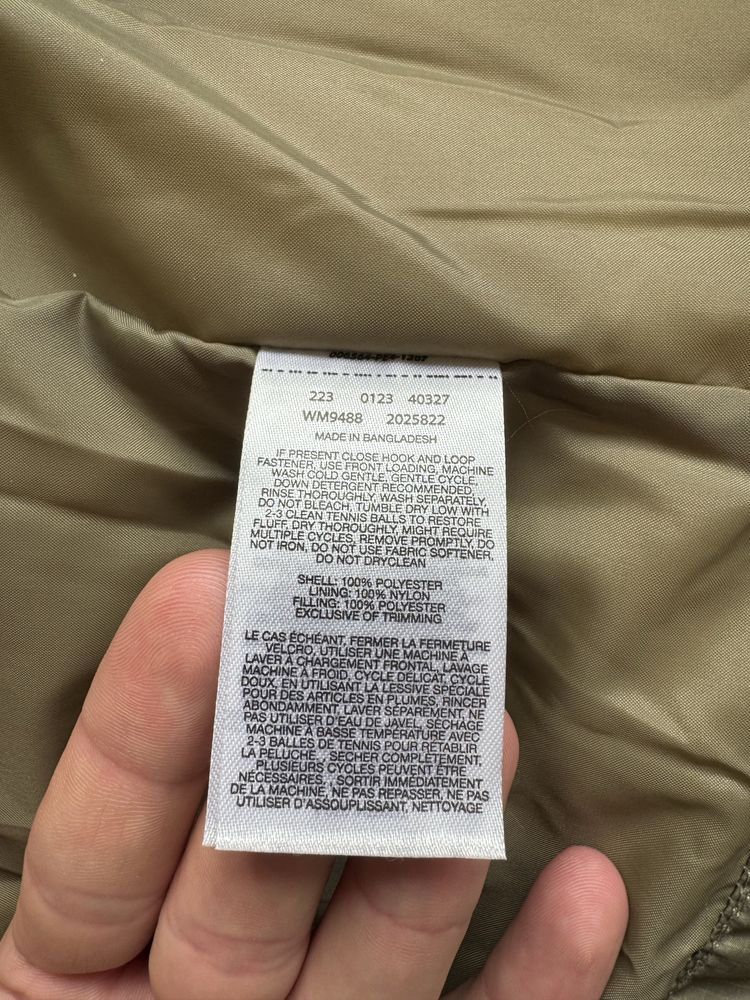 223 0123 40327
WM9488 2025822
MADE IN BANGLADESH
IF PRESENT CLOSE HOOK AND LOOP
FASTENER, USE FRONT LOADING, MACHINE
WASH COLD GENTLE, GENTLE CYCLE,
DOWN DETERGENT RECOMMENDED,
RINSE THOROUGHLY, WASH SEPARATELY,
DO NOT BLEACH, TUMBLE DRY LOW WITH
2-3 CLEAN TENNIS BALLS TO RESTORE
FLUFF, DRY THOROUGHLY, MIGHT REQUIRE
MULTIPLE CYCLES, REMOVE PROMPTLY, DO
NOT IRON, DO NOT USE FABRIC SOFTENER,
DO NOT DRYCLEAN
SHELL: 100% POLYESTER
LINING: 100% NYLON
FILLING: 100% POLYESTER
EXCLUSIVE OF TRIMMING
LE CAS ÉCHÉANT, FERMER LA FERMETURE
VELCRO, UTILISER UNE MACHINE À
LAVER À CHARGEMENT FRONTAL, LAVAGE
MACHINE À FROID, CYCLE DÉLICAT, CYCLE
DOUX, EN UTILISANT LA LESSIVE SPÉCIALE
POUR DES ARTICLES EN PLUMES, RINCER
ABONDAMMENT, LAVER SÉPARÉMENT, NE
PAS UTILISER D'EAU DE JAVEL, SÉCHAGE
MACHINE À BASSE TEMPÉRATURE AVEC
2-3 BALLES DE TENNIS POUR RÉTABLIR
LA PELUCHE, SÉCHER COMPLÈTEMENT,
PLUSIEURS CYCLES PEUVENT ÊTRE
NÉCESSAIRES, SORTIR IMMÉDIATEMENT
DE LA MACHINE, NE PAS REPASSER, NE PAS
UTILISER D'ASSOUPLISSANT, NETTOYAGE